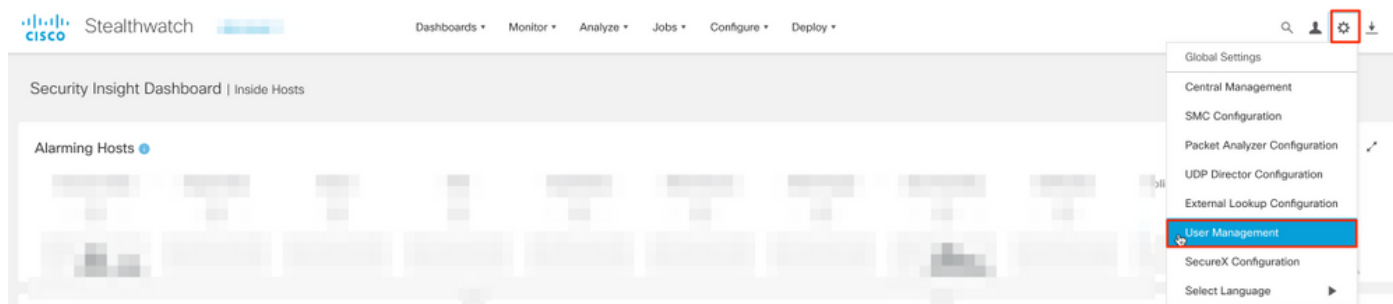 CISCO
Stealthwatch
Dashboards Monitor Analyze Jobs Configure Deploy
Global Settings
Security Insight Dashboard | Inside Hosts
Central Management
SMC Configuration
Alarming Hosts
Packet Analyzer Configuration
UDP Director Configuration
External Lookup Configuration
User Management
SecureX Configuration
Select Language